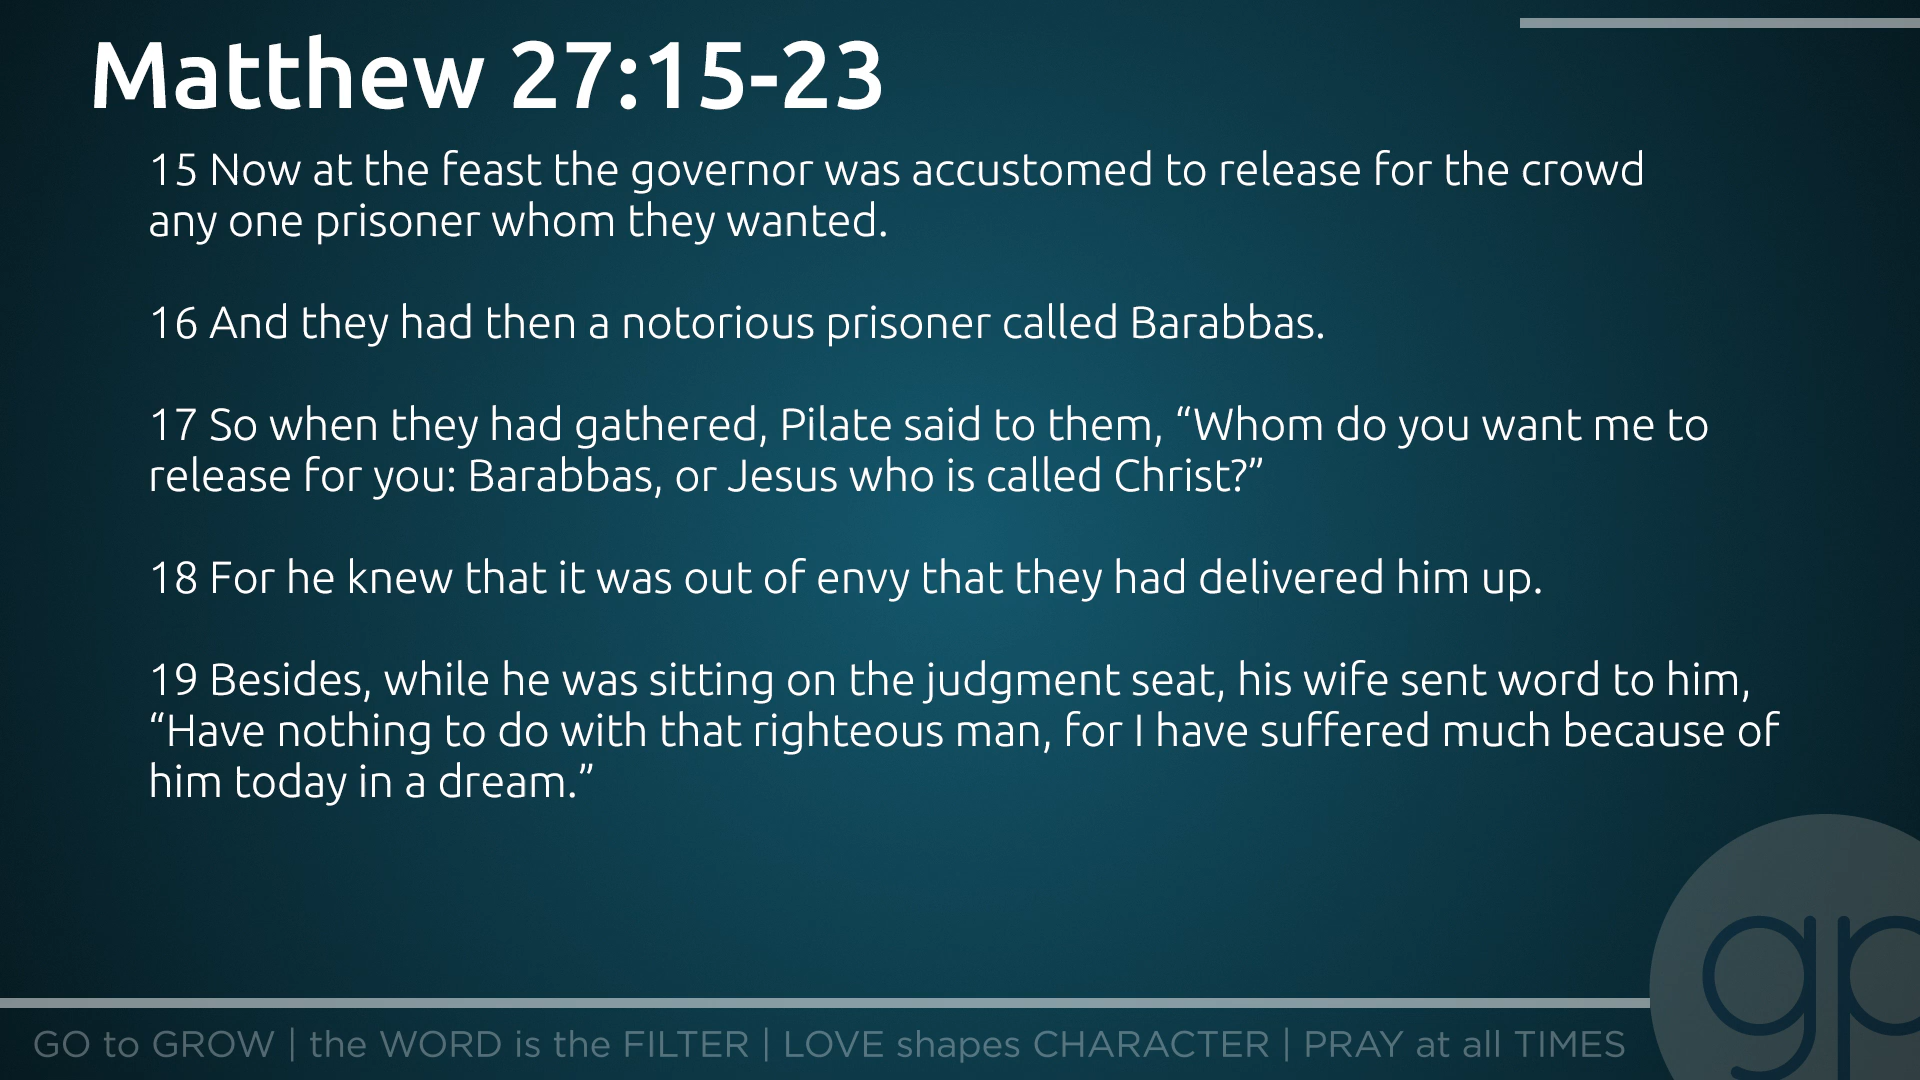 Matthew 27:15-23
15 Now at the feast the governor was accustomed to release for the crowd
any one prisoner whom they wanted.
16 And they had then a notorious prisoner called Barabbas.
17 So when they had gathered, Pilate said to them, “Whom do you want me to
release for you: Barabbas, or Jesus who is called Christ?”
18 For he knew that it was out of envy that they had delivered him up.
19 Besides, while he was sitting on the judgment seat, his wife sent word to him,
“Have nothing to do with that righteous man, for I have suffered much because of
him today in a dream.”
gp
GO to GROW | the WORD is the FILTER | LOVE shapes CHARACTER | PRAY at all TIMES